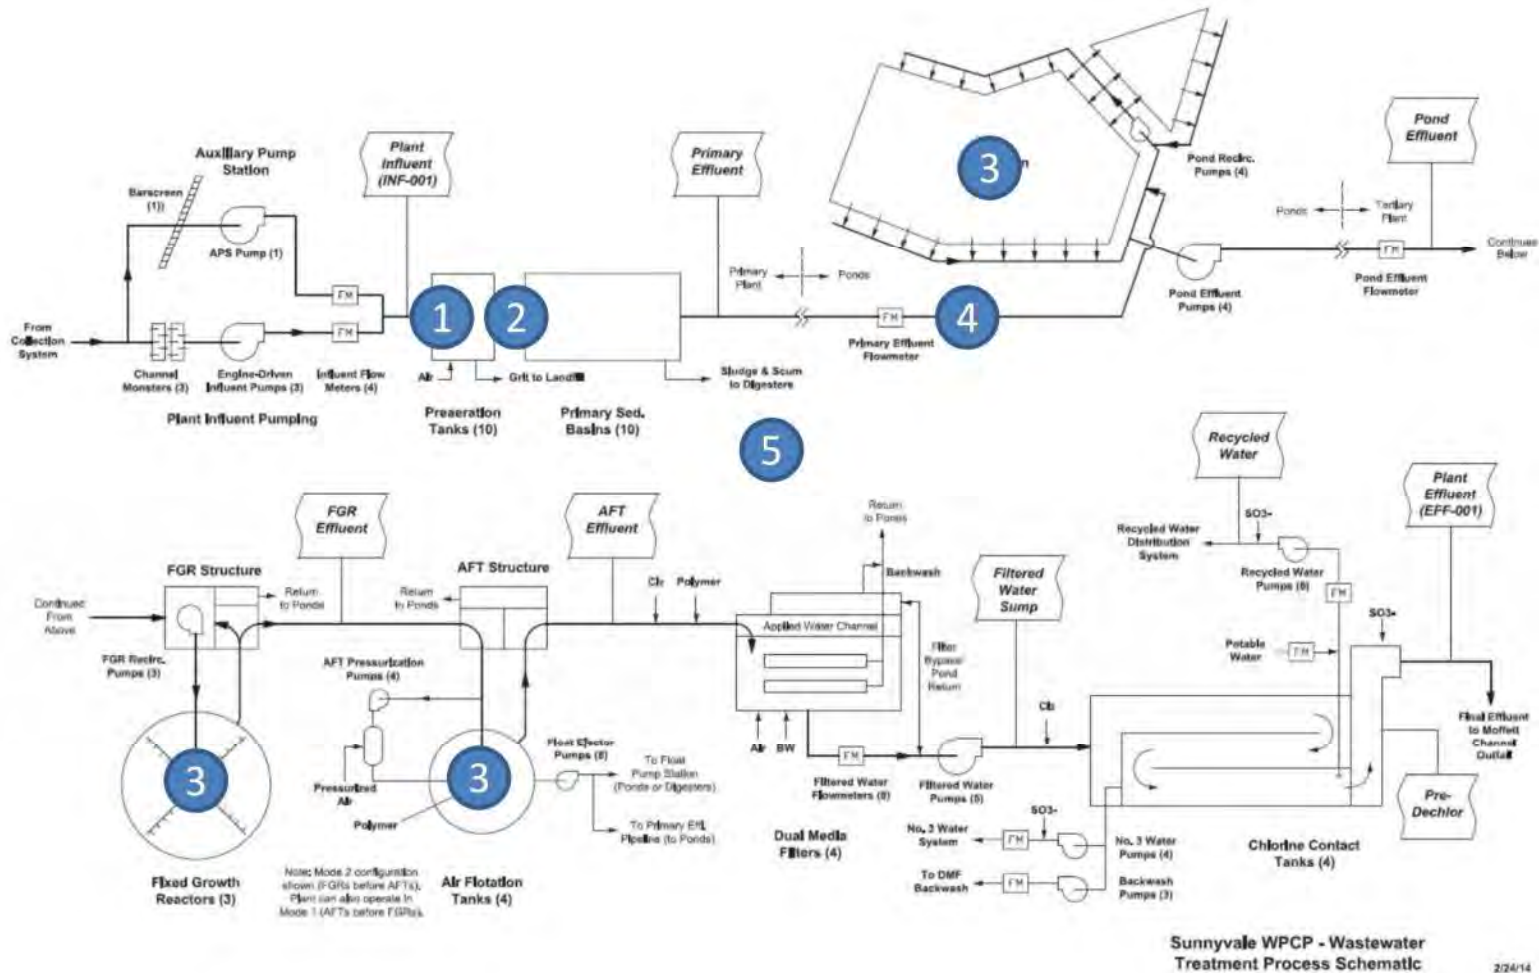 Auxiliary Pump
Station
Barscreen
(1))
APS Pump (1)
Plant
Influent
(INF-001)
Primary
Effluent
Pond
Effluent
3
Pond Recirc.
Pumps (4)
Ponds
Tertiary
Plant
Continues
Below
Pond Effluent
Flowmeter
Pond Effluent
Pumps (4)
Primary
Plant
Ponds
FM
FM
FM
FM
1
2
4
From
Collection
System
Channel
Monsters (3)
Engine-Driven
Influent Pumps (3)
Influent Flow
Meters (4)
Plant Influent Pumping
Air
Grit to Landfill
Preaeration
Tanks (10)
Primary Sed.
Basins (10)
Sludge & Scum
to Digesters
Primary Effluent
Flowmeter
5
FGR
Effluent
AFT
Effluent
Return
to Ponds
Recycled
Water
Plant
Effluent
(EFF-001)
FGR Structure
AFT Structure
Continued
From
Above
Return
to Ponds
Return
to Ponds
Polymer
Backwash
Applied Water Channel
Filter
Bypass/
Pond
Return
Filtered
Water
Sump
SO3-
Recycled Water
Distribution
System
Recycled Water
Pumps (6)
FM
SO3-
Potable
Water
FM
FGR Recirc.
Pumps (3)
AFT Pressurization
Pumps (4)
Pressurized
Air
Polymer
3
3
Float Ejector
Pumps (8)
To Float
Pump Station
(Ponds or Digesters)
To Primary Effl.
Pipeline (to Ponds)
Air
BW
FM
Filtered Water
Flowmeters (8)
Filtered Water
Pumps (5)
Final Effluent
to Moffett
Channel
Outfall
Pre-
Dechlor
SO3-
No. 3 Water
System
FM
No. 3 Water
Pumps (4)
To DMF
Backwash
FM
Backwash
Pumps (3)
Dual Media
Filters (4)
Chlorine Contact
Tanks (4)
Fixed Growth
Reactors (3)
Note: Mode 2 configuration
shown (FGRs before AFTs).
Plant can also operate in
Mode 1 (AFTs before FGRs).
Air Flotation
Tanks (4)
Sunnyvale WPCP - Wastewater
Treatment Process Schematic
2/24/14